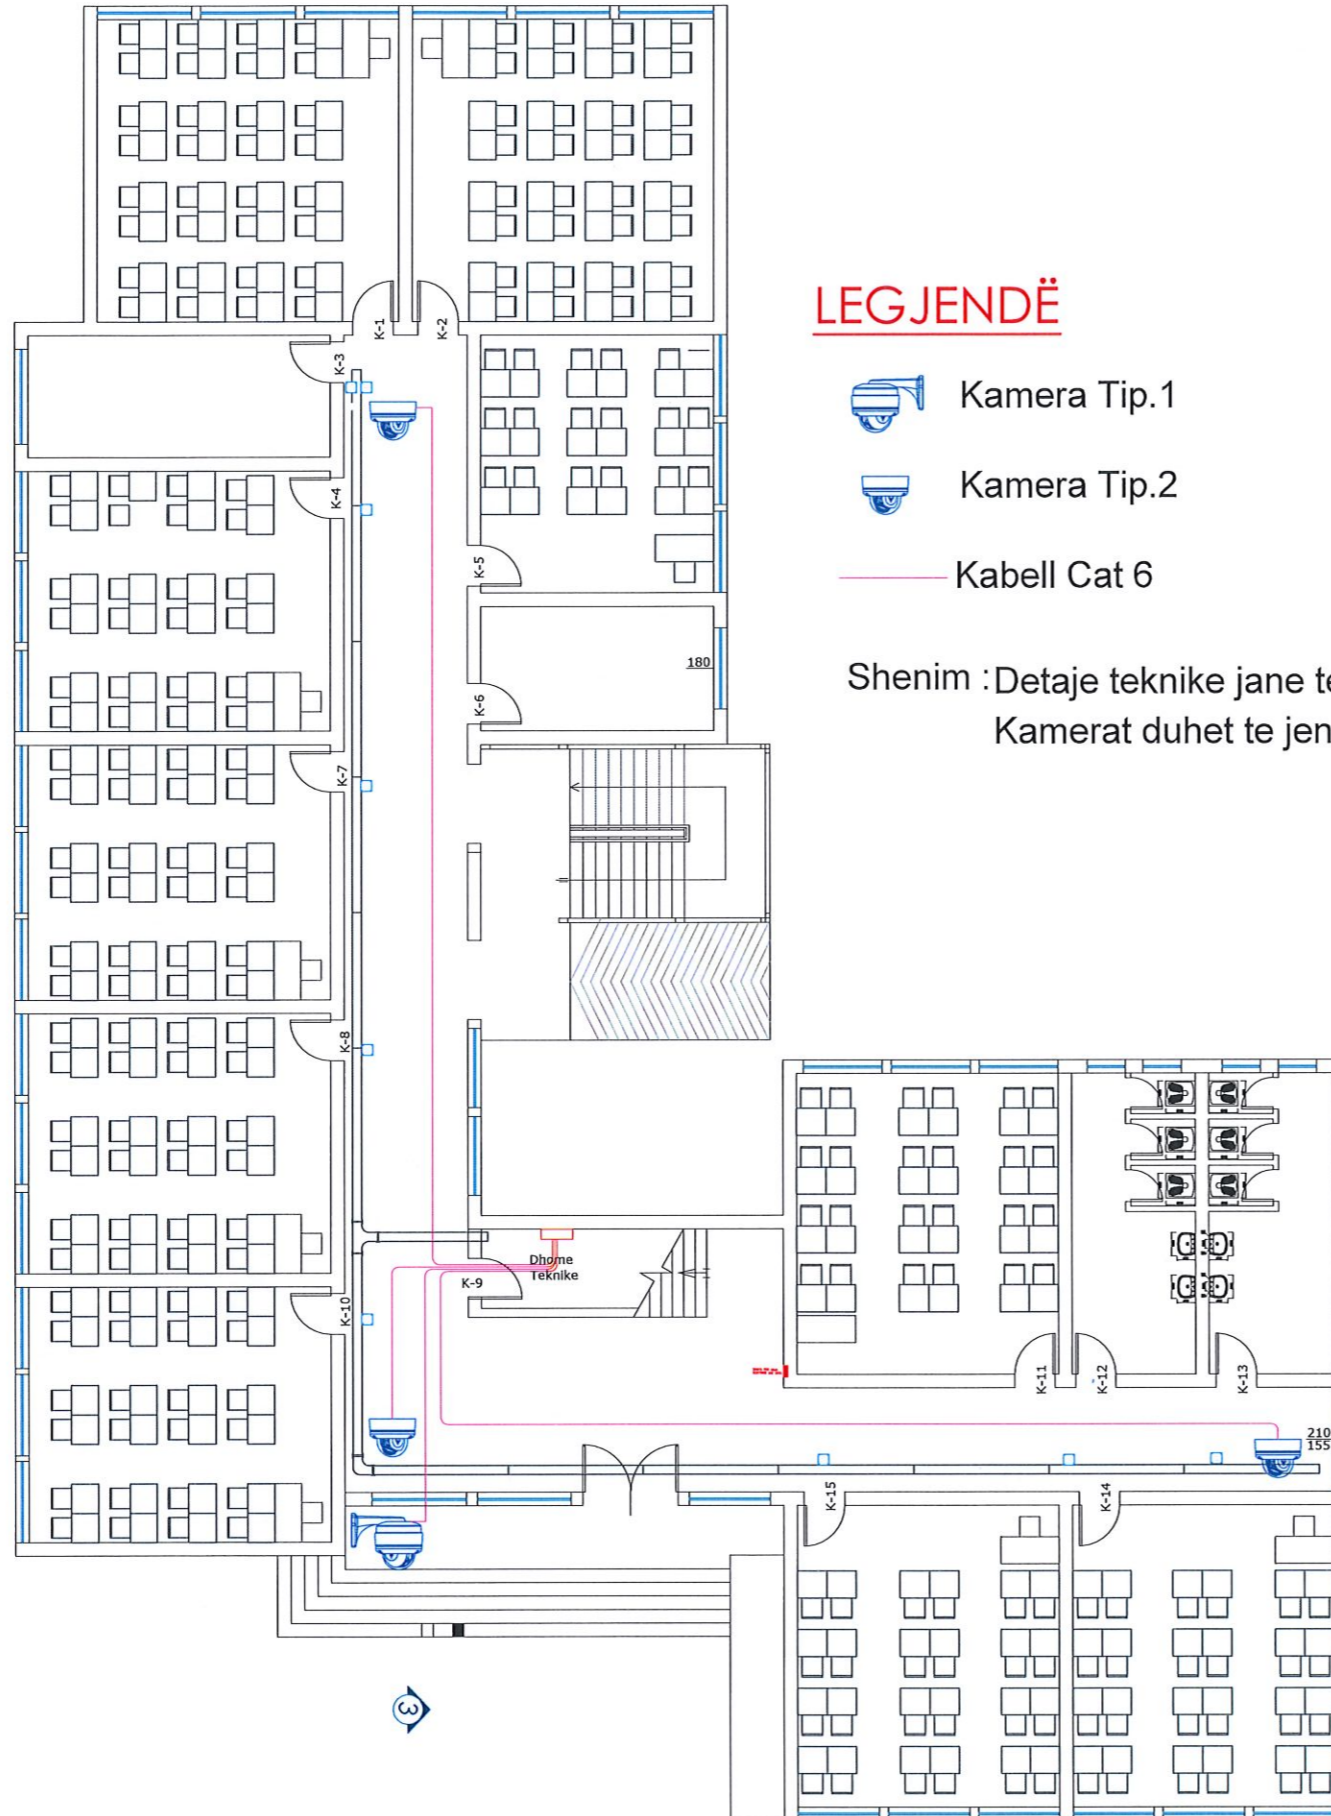 LEGJENDË
Kamera Tip.1
Kamera Tip.2
Kabell Cat 6
Shenim : Detaje teknike jane te
Kamerat duhet te jen
K-1
K-2
K-3
K-4
K-5
180
K-6
K-7
K-8
Dhome
Teknike
K-9
K-10
K-11
K-12
K-13
210
155
K-15
K-14
3